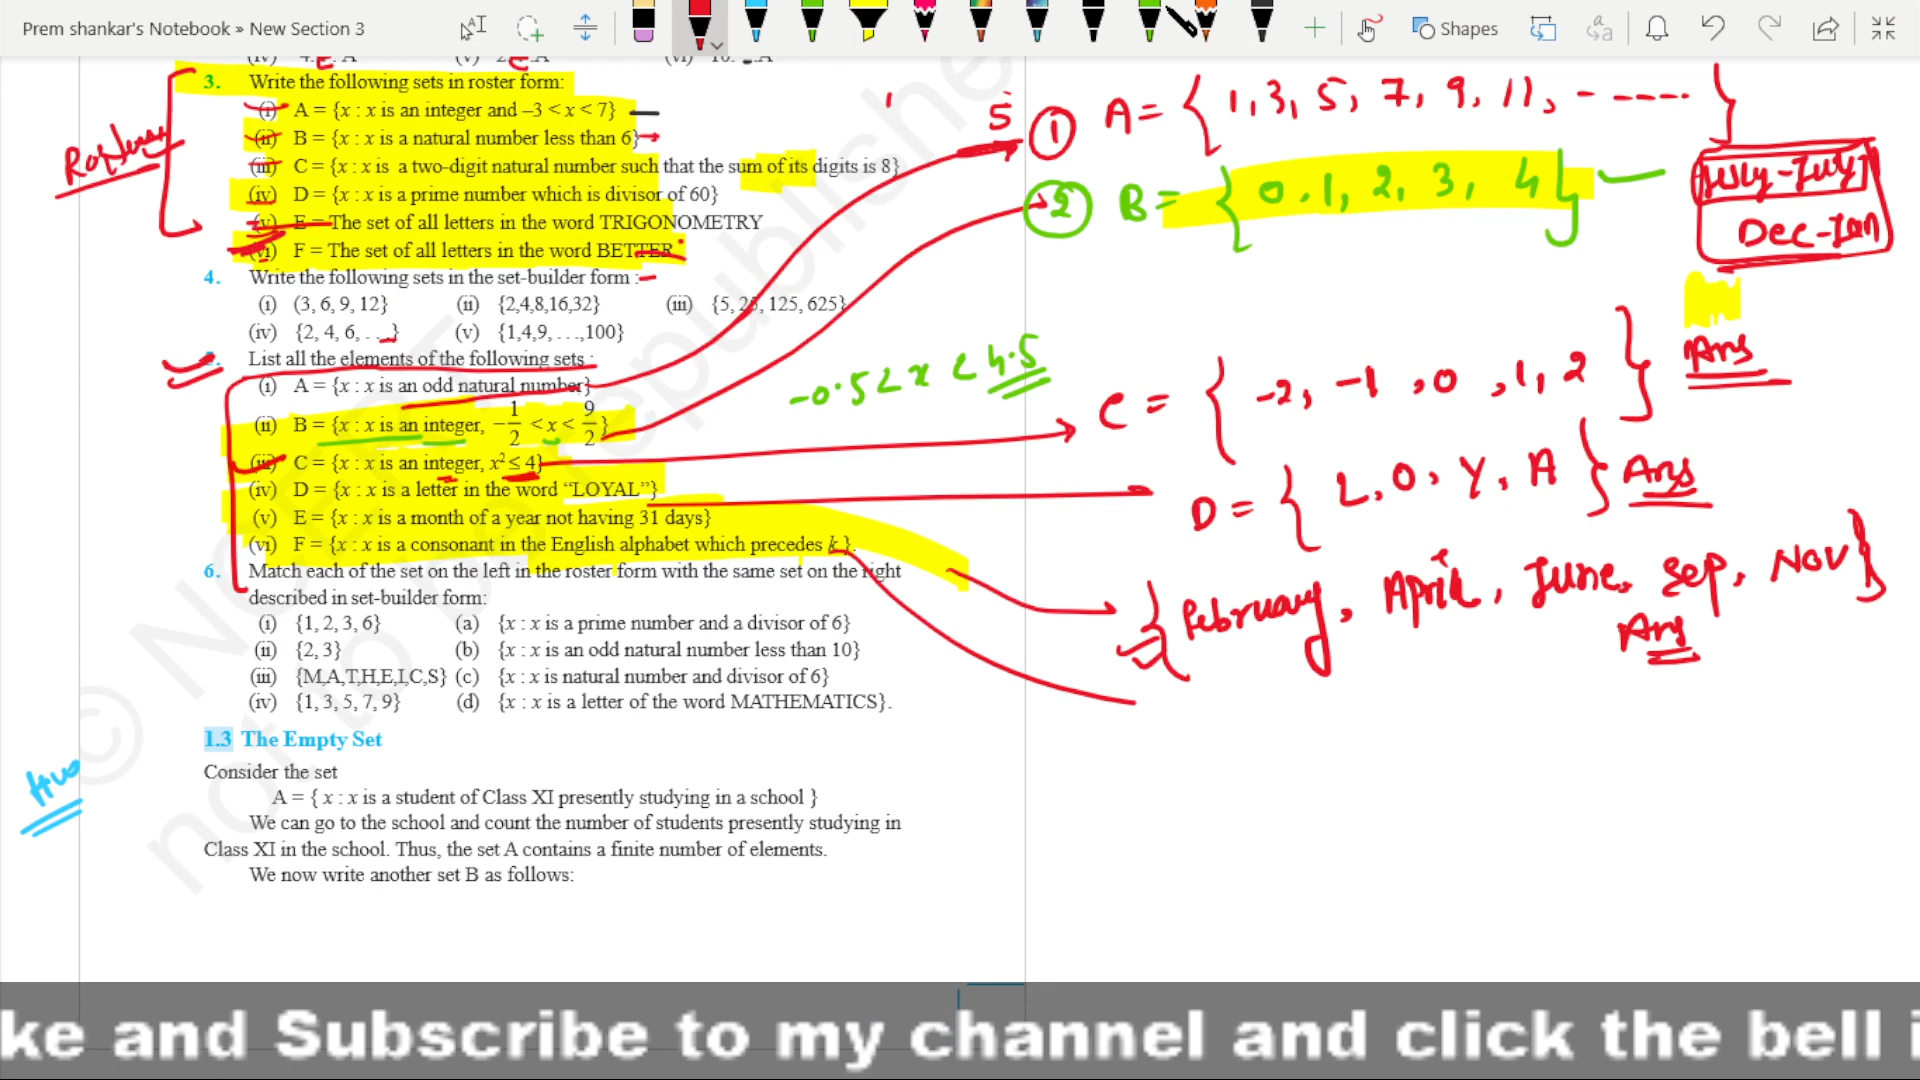 Prem shankar's Notebook » New Section 3
Shapes
3. Write the following sets in roster form:
(i) A = {x : x is an integer and –3 < x < 7}
(ii) B = {x : x is a natural number less than 6}
(iii) C = {x : x is a two-digit natural number such that the sum of its digits is 8}
(iv) D = {x : x is a prime number which is divisor of 60}
(v) E = The set of all letters in the word TRIGONOMETRY
(vi) F = The set of all letters in the word BETTER
4. Write the following sets in the set-builder form :
(i) (3, 6, 9, 12} (ii) {2,4,8,16,32} (iii) {5, 25, 125, 625}
(iv) {2, 4, 6, . . .} (v) {1,4,9, . . .,100}
List all the elements of the following sets :
(i) A = {x : x is an odd natural number}
(ii) B = {x : x is an integer, –1/2 < x < 9/2}
(iii) C = {x : x is an integer, x² ≤ 4}
(iv) D = {x : x is a letter in the word “LOYAL”}
(v) E = {x : x is a month of a year not having 31 days}
(vi) F = {x : x is a consonant in the English alphabet which precedes k }.
6. Match each of the set on the left in the roster form with the same set on the right
described in set-builder form:
(i) {1, 2, 3, 6} (a) {x : x is a prime number and a divisor of 6}
(ii) {2, 3} (b) {x : x is an odd natural number less than 10}
(iii) {M,A,T,H,E,I,C,S} (c) {x : x is natural number and divisor of 6}
(iv) {1, 3, 5, 7, 9} (d) {x : x is a letter of the word MATHEMATICS}.
1.3 The Empty Set
Consider the set
A = { x : x is a student of Class XI presently studying in a school }
We can go to the school and count the number of students presently studying in
Class XI in the school. Thus, the set A contains a finite number of elements.
We now write another set B as follows:
5
① A = { 1, 3, 5, 7, 9, 11, - ----- }
② B = { 0, 1, 2, 3, 4 }
Dec-Jan
-0.5 < x < 4.5
C = { -2, -1, 0, 1, 2 } Ans
D = { L, O, Y, A } Ans
{ February, April, June, Sep, Nov }
Ans
ke and Subscribe to my channel and click the bell i